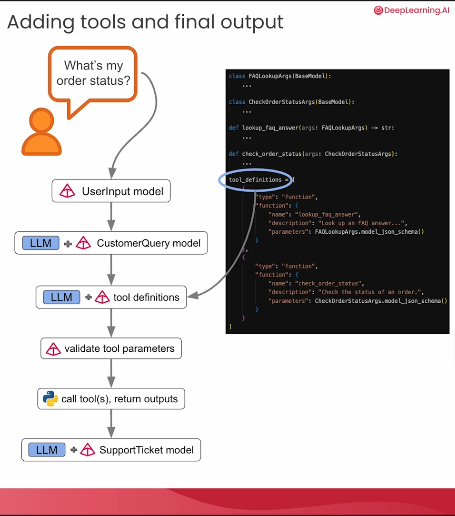 DeepLearning.AI
Adding tools and final output
What's my
order status?
UserInput model
LLM + CustomerQuery model
LLM + tool definitions
validate tool parameters
call tool(s), return outputs
LLM + SupportTicket model
class FAQLookupArgs(BaseModel):
...
class CheckOrderStatusArgs(BaseModel):
...
def lookup_faq_answer(args: FAQLookupArgs) -> str:
...
def check_order_status(args: CheckOrderStatusArgs):
...
tool_definitions = [
{
"type": "function",
"function": {
"name": "lookup_faq_answer",
"description": "Look up an FAQ answer...",
"parameters": FAQLookupArgs.model_json_schema()
}
},
{
"type": "function",
"function": {
"name": "check_order_status",
"description": "Check the status of an order.",
"parameters": CheckOrderStatusArgs.model_json_schema()
}
}
]